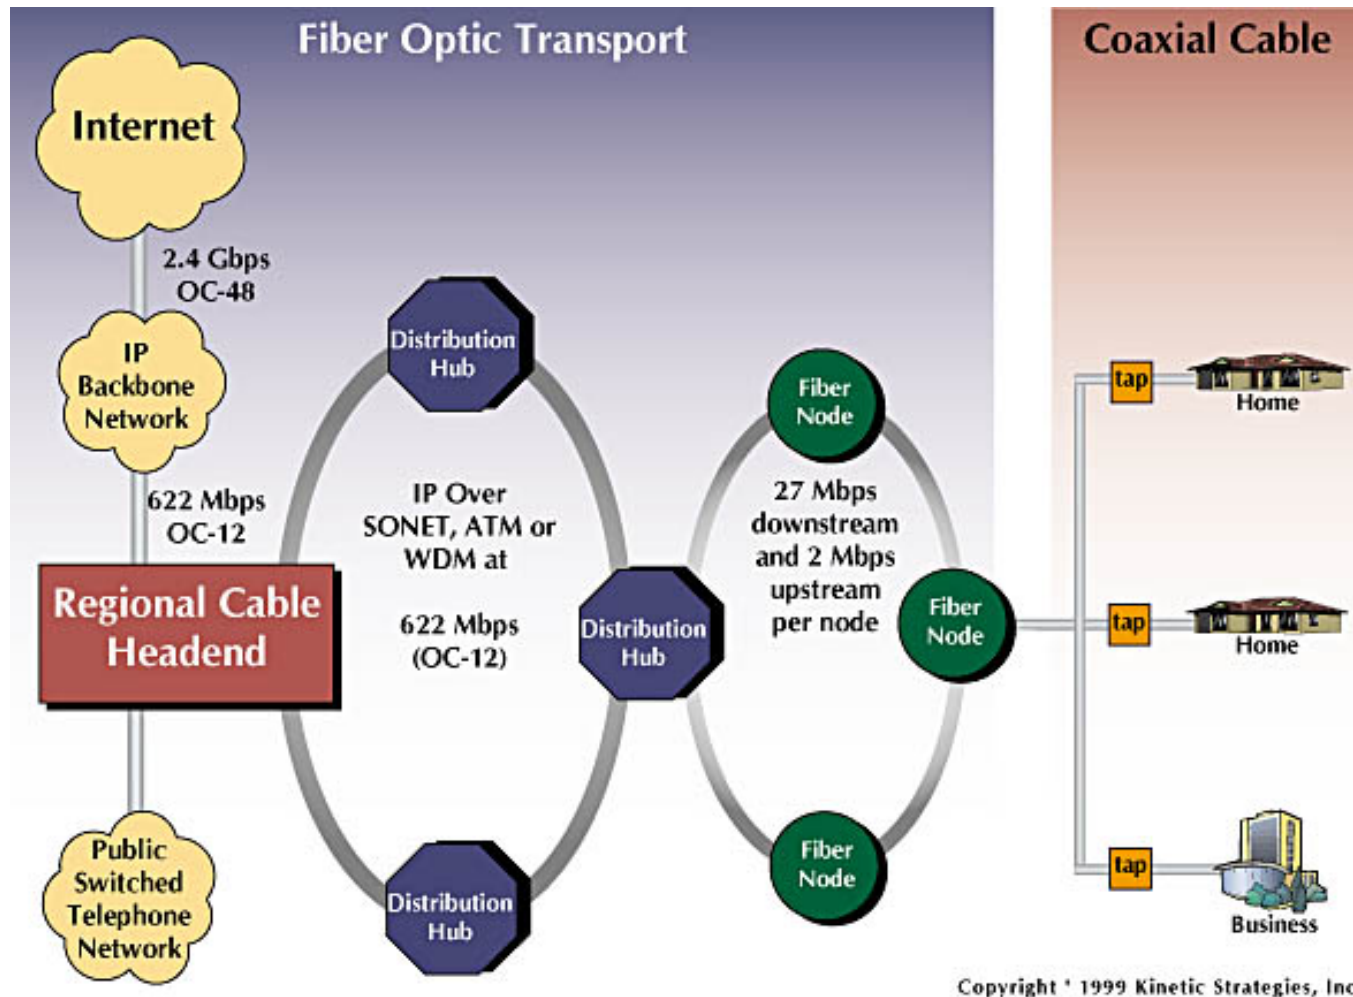 Fiber Optic Transport
Coaxial Cable
Internet
2.4 Gbps
OC-48
IP
Backbone
Network
622 Mbps
OC-12
Regional Cable
Headend
Public
Switched
Telephone
Network
Distribution
Hub
IP Over
SONET, ATM or
WDM at
622 Mbps
(OC-12)
Distribution
Hub
Distribution
Hub
Fiber
Node
27 Mbps
downstream
and 2 Mbps
upstream
per node
Fiber
Node
Fiber
Node
tap
Home
tap
Home
tap
Business
Copyright * 1999 Kinetic Strategies, Inc